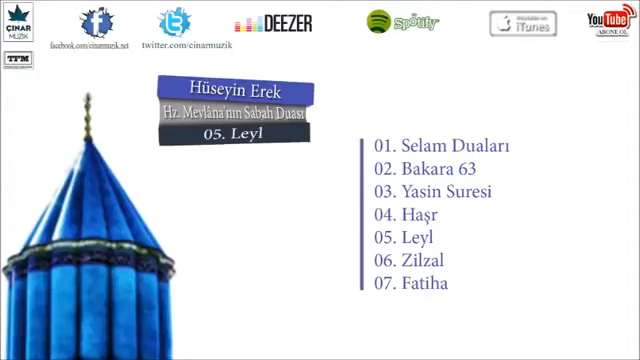 ÇINAR
MÜZİK
TFM
facebook.com/cinarmuzik.net
twitter.com/cinarmuzik
DEEZER
Spotify
iTunes
YouTube
ABONE OL
Hüseyin Erek
Hz. Mevlâna'nın Sabah Duası
05. Leyl
01. Selam Duaları
02. Bakara 63
03. Yasin Suresi
04. Haşr
05. Leyl
06. Zilzal
07. Fatiha